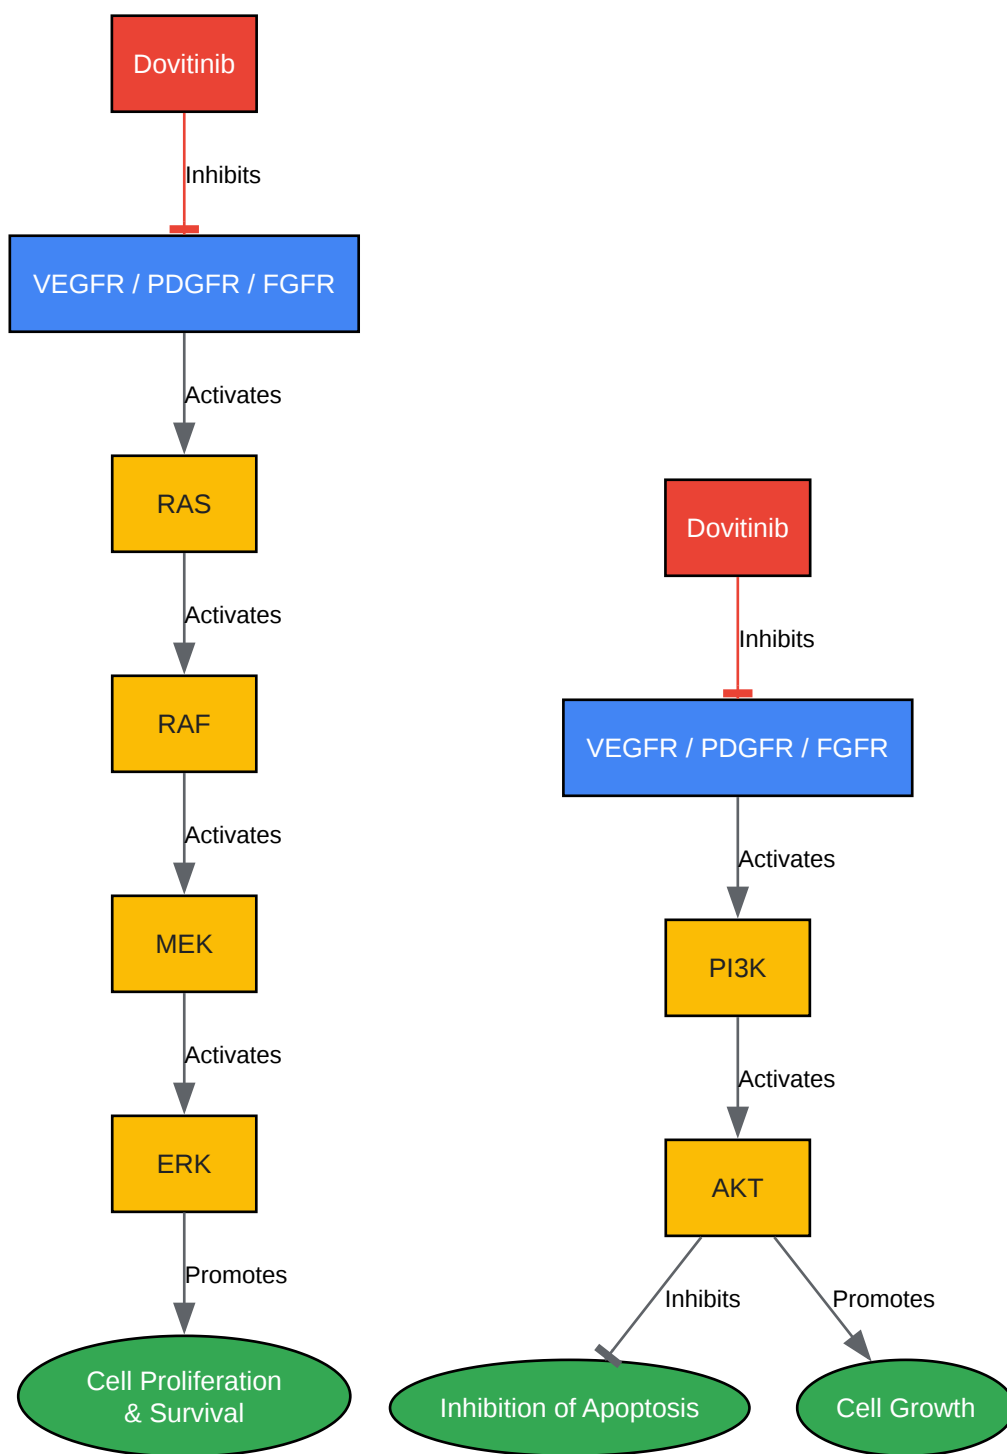 Dovitinib
Inhibits
VEGFR / PDGFR / FGFR
Activates
RAS
Activates
RAF
Activates
MEK
Activates
ERK
Promotes
Cell Proliferation
& Survival
Dovitinib
Inhibits
VEGFR / PDGFR / FGFR
Activates
PI3K
Activates
AKT
Inhibits
Promotes
Inhibition of Apoptosis
Cell Growth